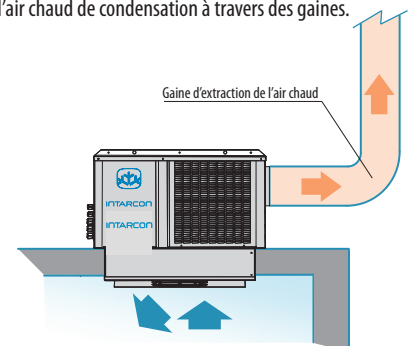 l'air chaud de condensation à travers des gaines.
Gaine d'extraction de l'air chaud
INTARCON
INTARCON